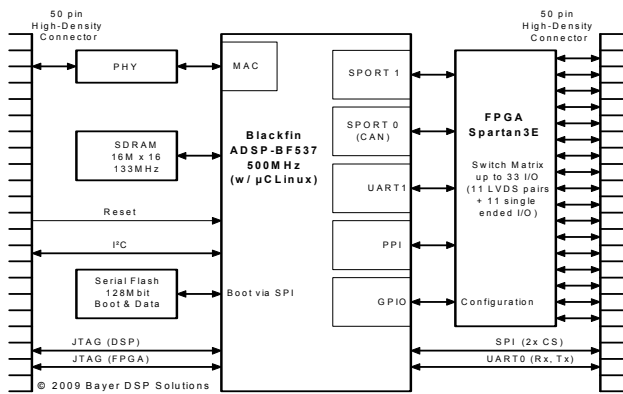 50 pin
High-Density
Connector
50 pin
High-Density
Connector
PHY
MAC
SPORT 1
SDRAM
16M x 16
133MHz
Blackfin
ADSP-BF537
500MHz
(w/ µCLinux)
SPORT 0
(CAN)
FPGA
Spartan3E
Switch Matrix
up to 33 I/O
(11 LVDS pairs
+ 11 single
ended I/O)
UART1
Reset
I²C
PPI
Serial Flash
128Mbit
Boot & Data
Boot via SPI
GPIO
Configuration
JTAG (DSP)
SPI (2x CS)
JTAG (FPGA)
UART0 (Rx, Tx)
© 2009 Bayer DSP Solutions